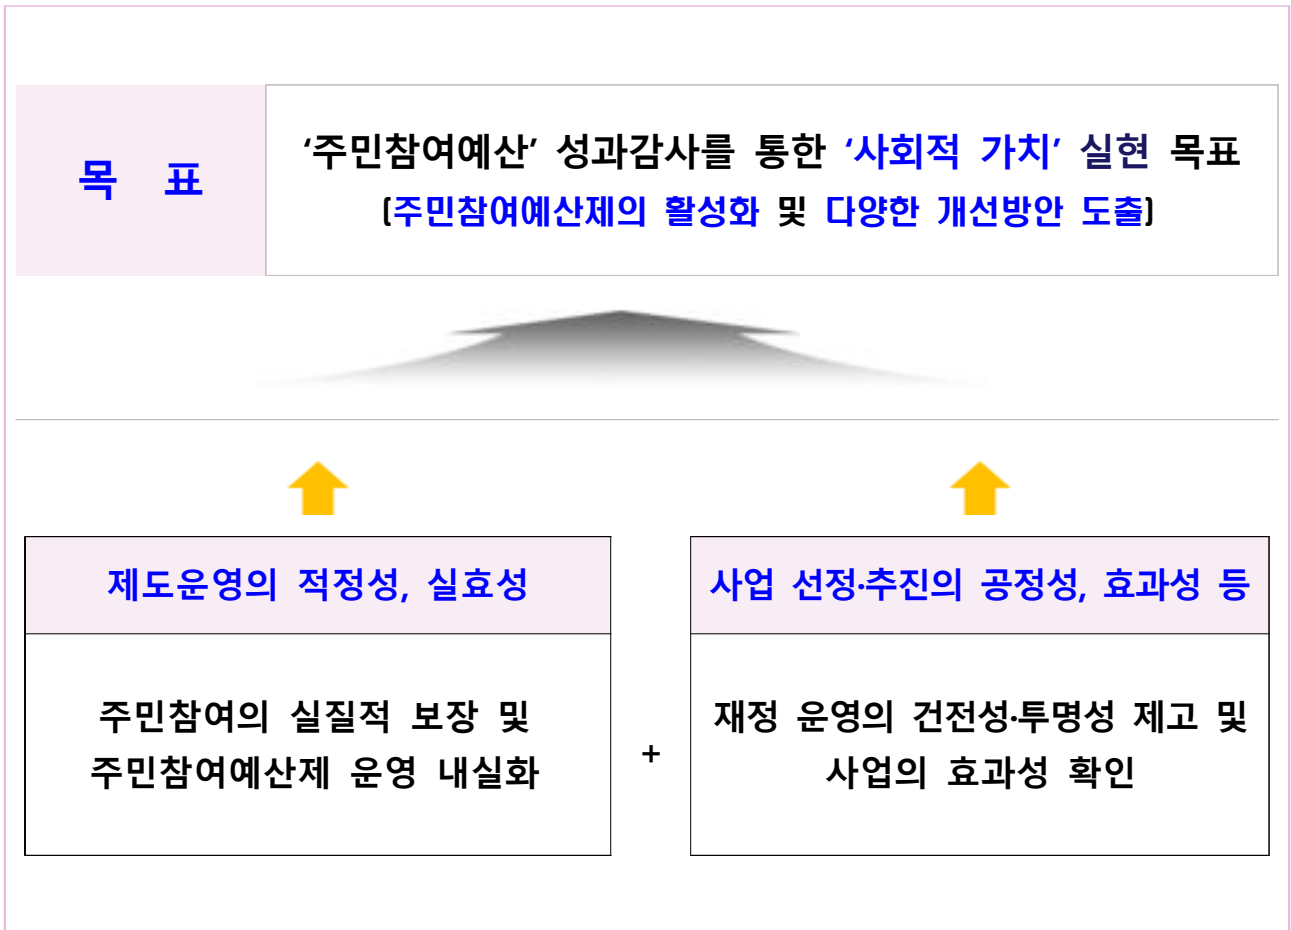 목 표
‘주민참여예산’ 성과감사를 통한 ‘사회적 가치’ 실현 목표
(주민참여예산제의 활성화 및 다양한 개선방안 도출)
제도운영의 적정성, 실효성
주민참여의 실질적 보장 및
주민참여예산제 운영 내실화
+
사업 선정·추진의 공정성, 효과성 등
재정 운영의 건전성·투명성 제고 및
사업의 효과성 확인